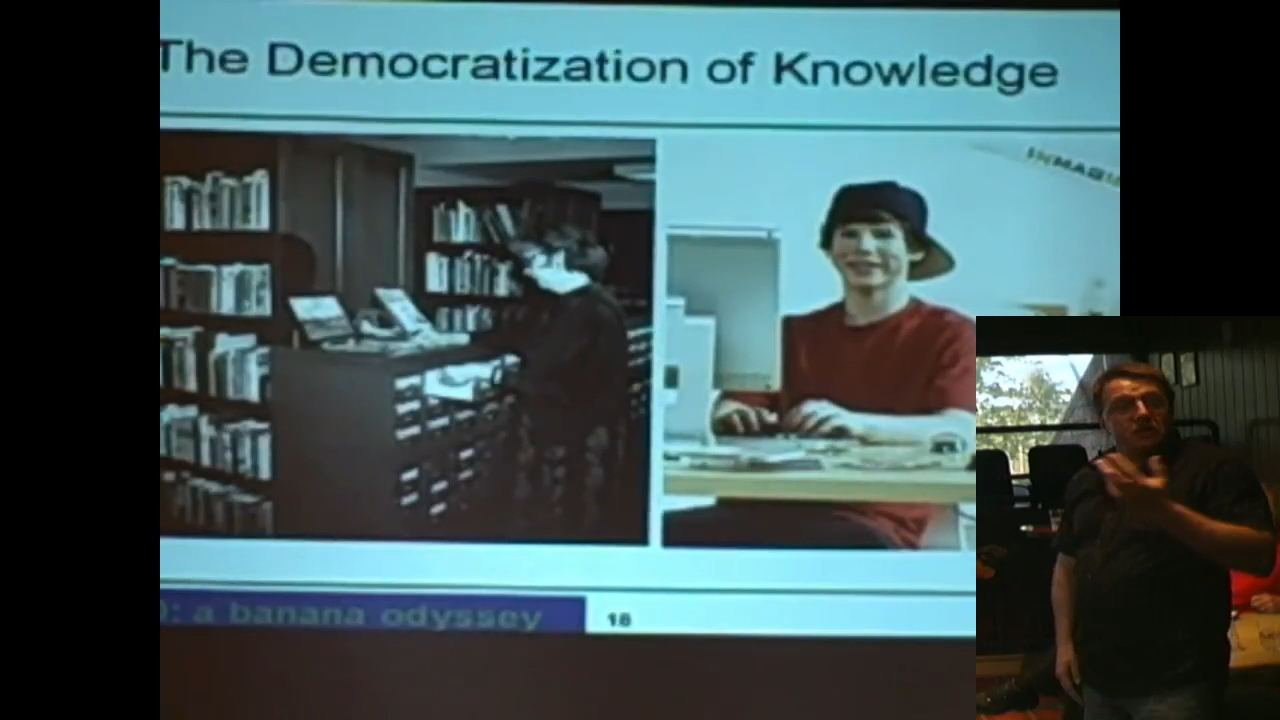 The Democratization of Knowledge
): a banana odyssey
18